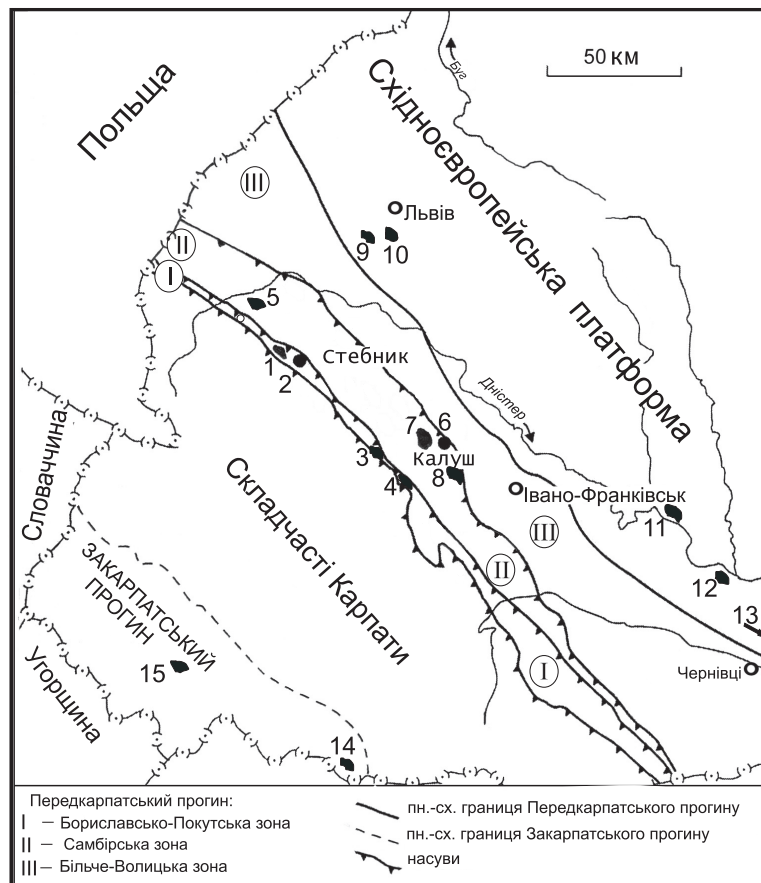 Польща
Буг
50 км
Східноєвропейська платформа
III
Львів
9
10
II
I
5
Стебник
1
2
Дністер
7
6
Калуш
3
4
8
Івано-Франківськ
11
III
Словаччина
Складчасті Карпати
II
12
ЗАКАРПАТСЬКИЙ
ПРОГИН
13
15
I
Чернівці
Угорщина
14
Передкарпатський прогин:
I — Бориславсько-Покутська зона
II — Самбірська зона
III — Більче-Волицька зона
пн.-сх. границя Передкарпатського прогину
пн.-сх. границя Закарпатського прогину
насуви